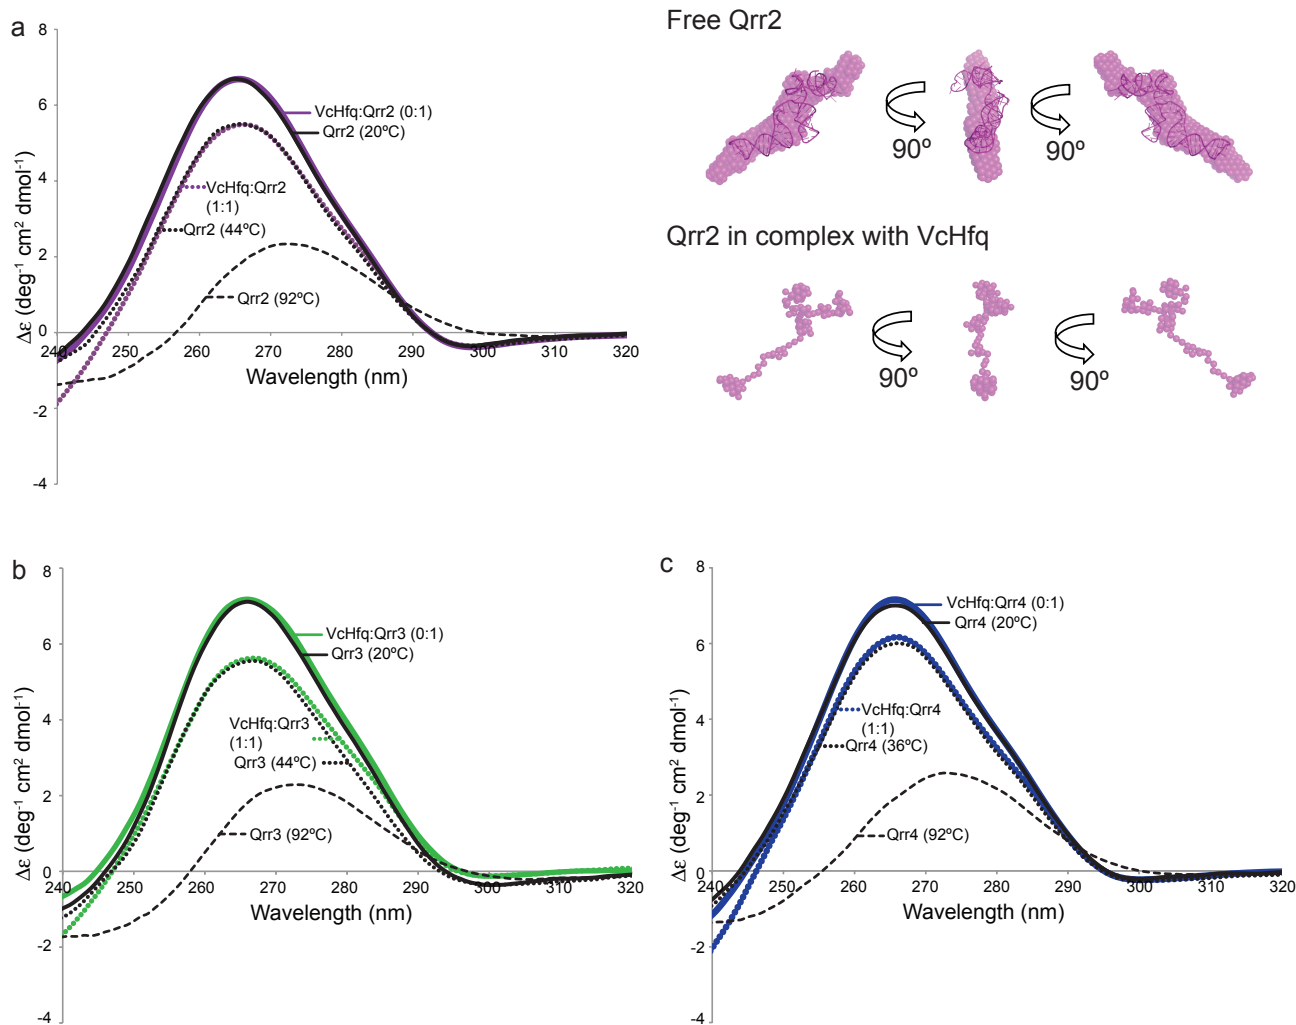 a
8
6
4
2
0
-2
-4
Δε (deg⁻¹ cm² dmol⁻¹)
240 250 260 270 280 290 300 310 320
Wavelength (nm)
VcHfq:Qrr2 (0:1)
Qrr2 (20ºC)
VcHfq:Qrr2
(1:1)
Qrr2 (44ºC)
Qrr2 (92ºC)
Free Qrr2
90º 90º
Qrr2 in complex with VcHfq
90º 90º
b
8
6
4
2
0
-2
-4
Δε (deg⁻¹ cm² dmol⁻¹)
240 250 260 270 280 290 300 310 320
Wavelength (nm)
VcHfq:Qrr3 (0:1)
Qrr3 (20ºC)
VcHfq:Qrr3
(1:1)
Qrr3 (44ºC)
Qrr3 (92ºC)
c
8
6
4
2
0
-2
-4
Δε (deg⁻¹ cm² dmol⁻¹)
240 250 260 270 280 290 300 310 320
Wavelength (nm)
VcHfq:Qrr4 (0:1)
Qrr4 (20ºC)
VcHfq:Qrr4
(1:1)
Qrr4 (36ºC)
Qrr4 (92ºC)